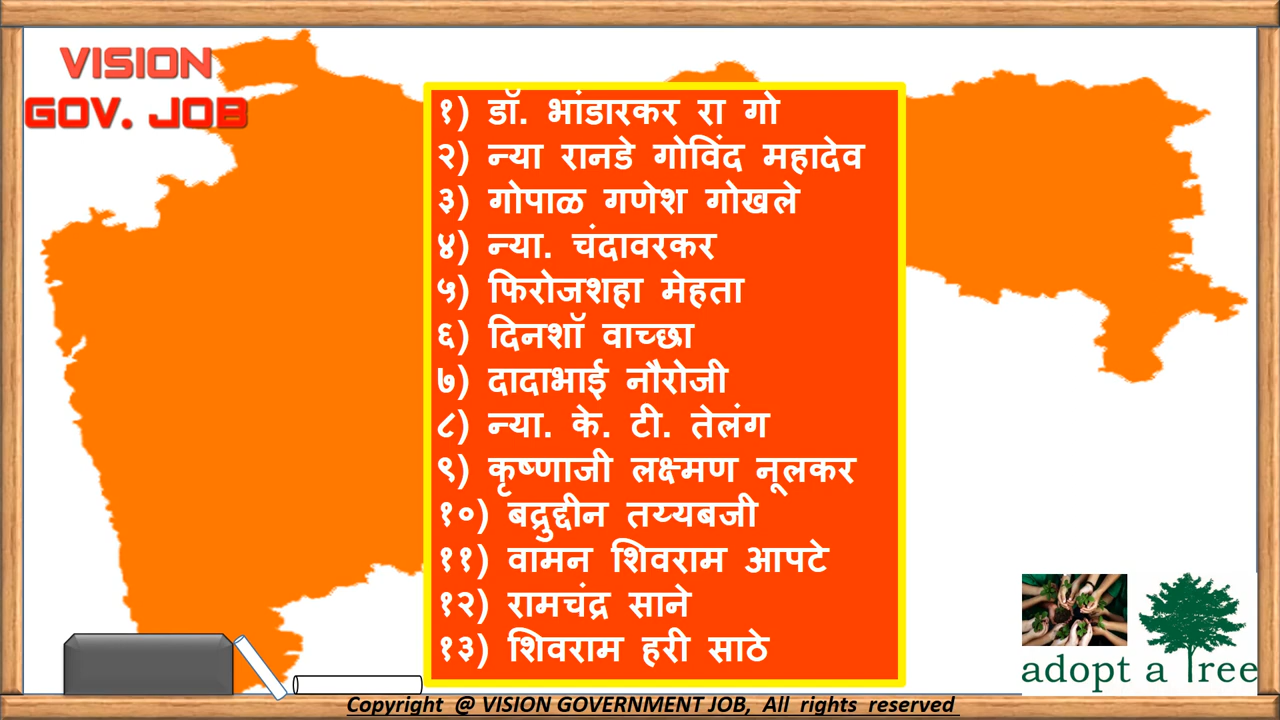 VISION
GOV. JOB
१) डॉ. भांडारकर रा गो
२) न्या रानडे गोविंद महादेव
३) गोपाळ गणेश गोखले
४) न्या. चंदावरकर
५) फिरोजशहा मेहता
६) दिनशॉ वाच्छा
७) दादाभाई नौरोजी
८) न्या. के. टी. तेलंग
९) कृष्णाजी लक्ष्मण नूलकर
१०) बद्रुद्दीन तय्यबजी
११) वामन शिवराम आपटे
१२) रामचंद्र साने
१३) शिवराम हरी साठे
adopt a Tree
Copyright @ VISION GOVERNMENT JOB, All rights reserved